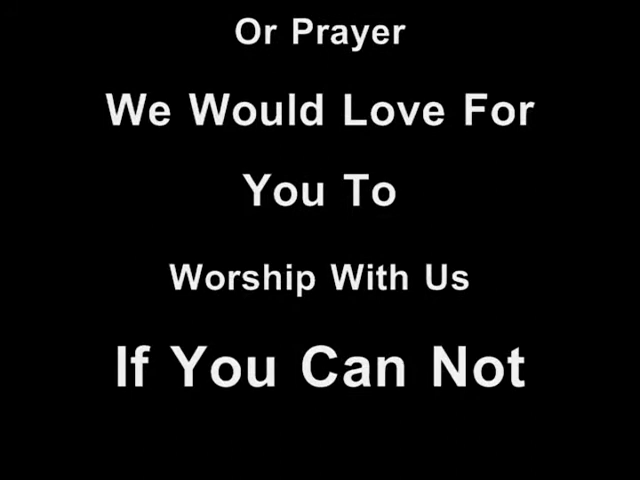 Or Prayer
We Would Love For
You To
Worship With Us
If You Can Not